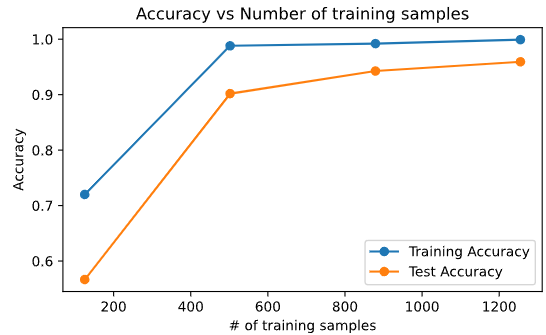 Accuracy vs Number of training samples
1.0
0.9
0.8
0.7
0.6
Accuracy
200 400 600 800 1000 1200
# of training samples
Training Accuracy
Test Accuracy